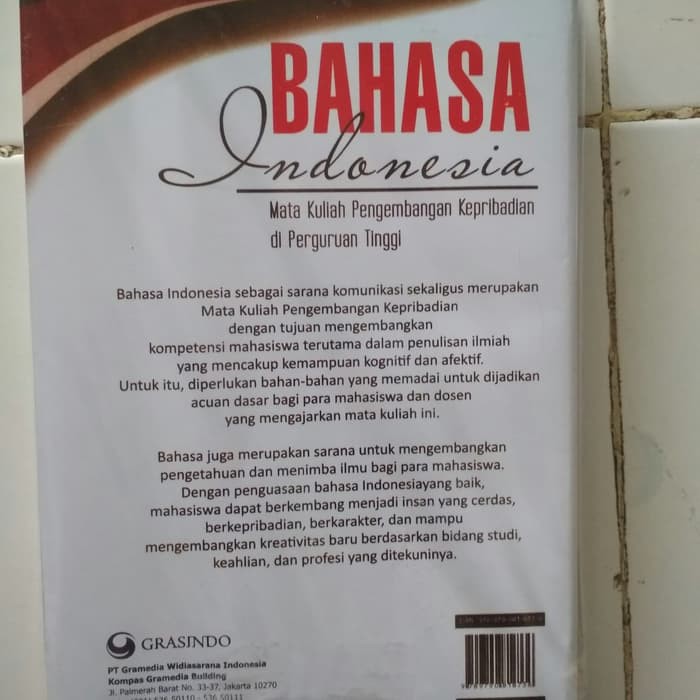 BAHASA
Indonesia
Mata Kuliah Pengembangan Kepribadian
di Perguruan Tinggi
Bahasa Indonesia sebagai sarana komunikasi sekaligus merupakan
Mata Kuliah Pengembangan Kepribadian
dengan tujuan mengembangkan
kompetensi mahasiswa terutama dalam penulisan ilmiah
yang mencakup kemampuan kognitif dan afektif.
Untuk itu, diperlukan bahan-bahan yang memadai untuk dijadikan
acuan dasar bagi para mahasiswa dan dosen
yang mengajarkan mata kuliah ini.
Bahasa juga merupakan sarana untuk mengembangkan
pengetahuan dan menimba ilmu bagi para mahasiswa.
Dengan penguasaan bahasa Indonesiayang baik,
mahasiswa dapat berkembang menjadi insan yang cerdas,
berkepribadian, berkarakter, dan mampu
mengembangkan kreativitas baru berdasarkan bidang studi,
keahlian, dan profesi yang ditekuninya.
GRASINDO
PT Gramedia Widiasarana Indonesia
Kompas Gramedia Building
Jl. Palmerah Barat No. 33-37, Jakarta 10270